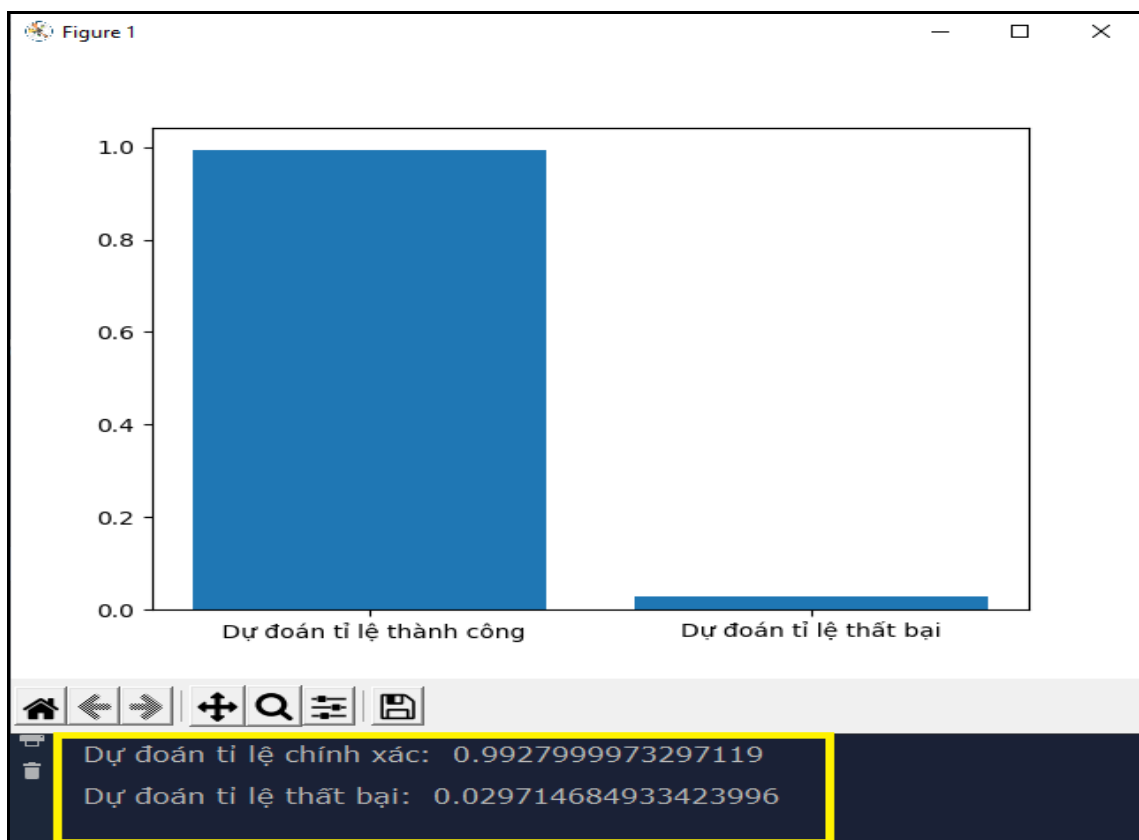 Figure 1
1.0
0.8
0.6
0.4
0.2
0.0
Dự đoán tỉ lệ thành công
Dự đoán tỉ lệ thất bại
Dự đoán tỉ lệ chính xác: 0.9927999973297119
Dự đoán tỉ lệ thất bại: 0.029714684933423996